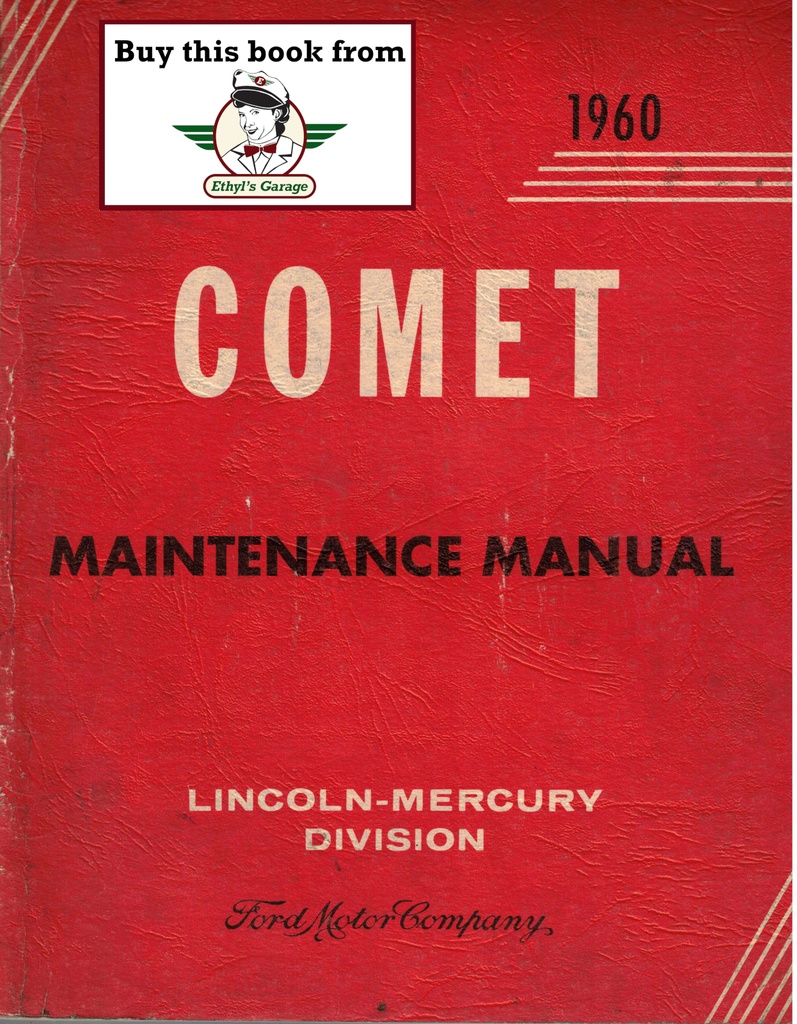 Buy this book from
E
Ethyl's Garage
1960
COMET
MAINTENANCE MANUAL
LINCOLN-MERCURY
DIVISION
Ford Motor Company